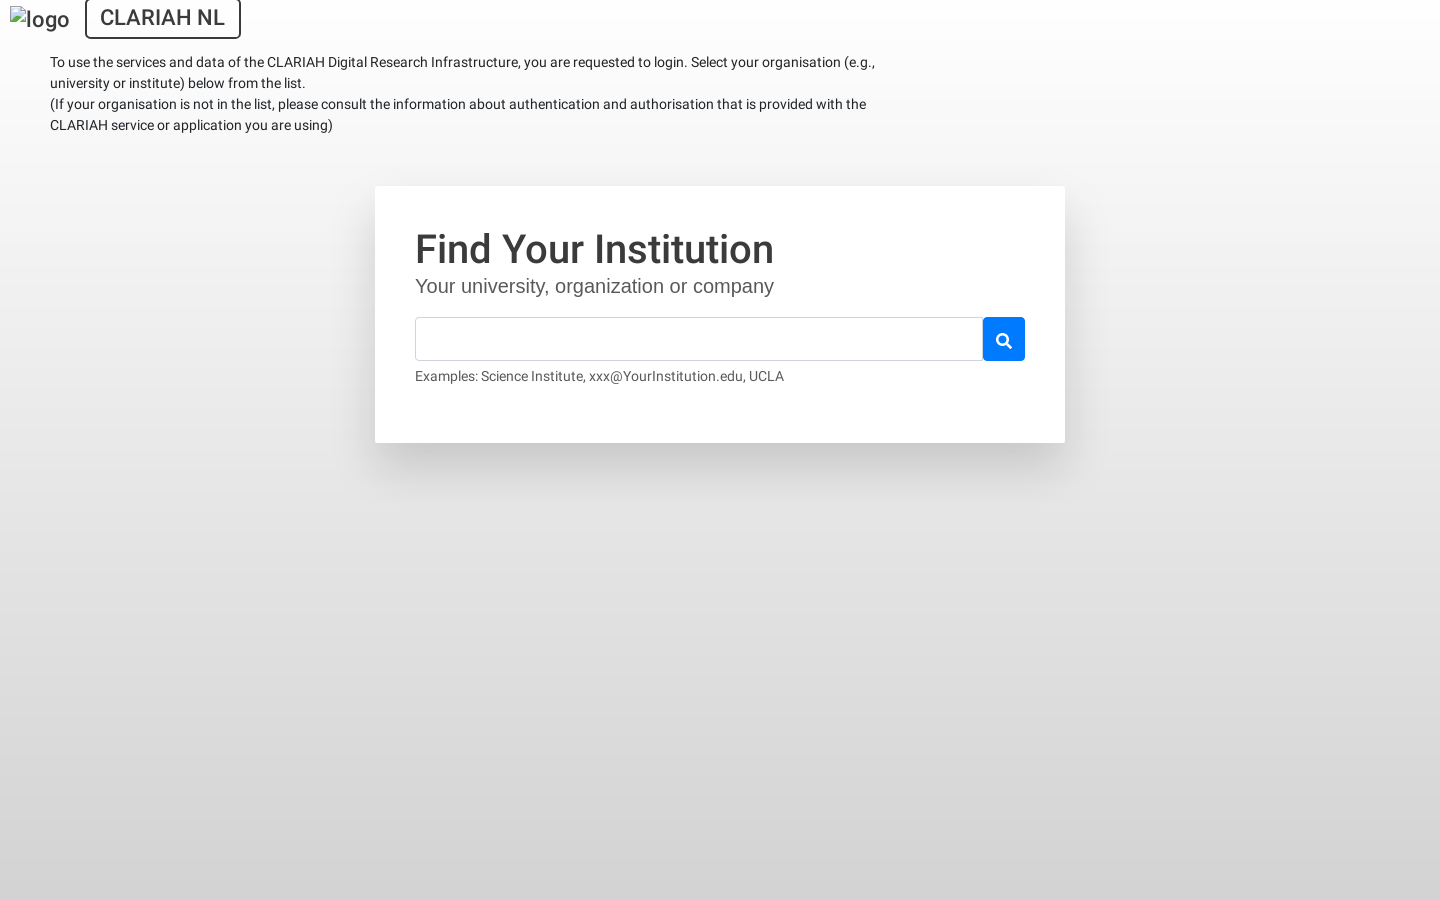 logo CLARIAH NL
To use the services and data of the CLARIAH Digital Research Infrastructure, you are requested to login. Select your organisation (e.g.,
university or institute) below from the list.
(If your organisation is not in the list, please consult the information about authentication and authorisation that is provided with the
CLARIAH service or application you are using)
Find Your Institution
Your university, organization or company
Examples: Science Institute, xxx@YourInstitution.edu, UCLA